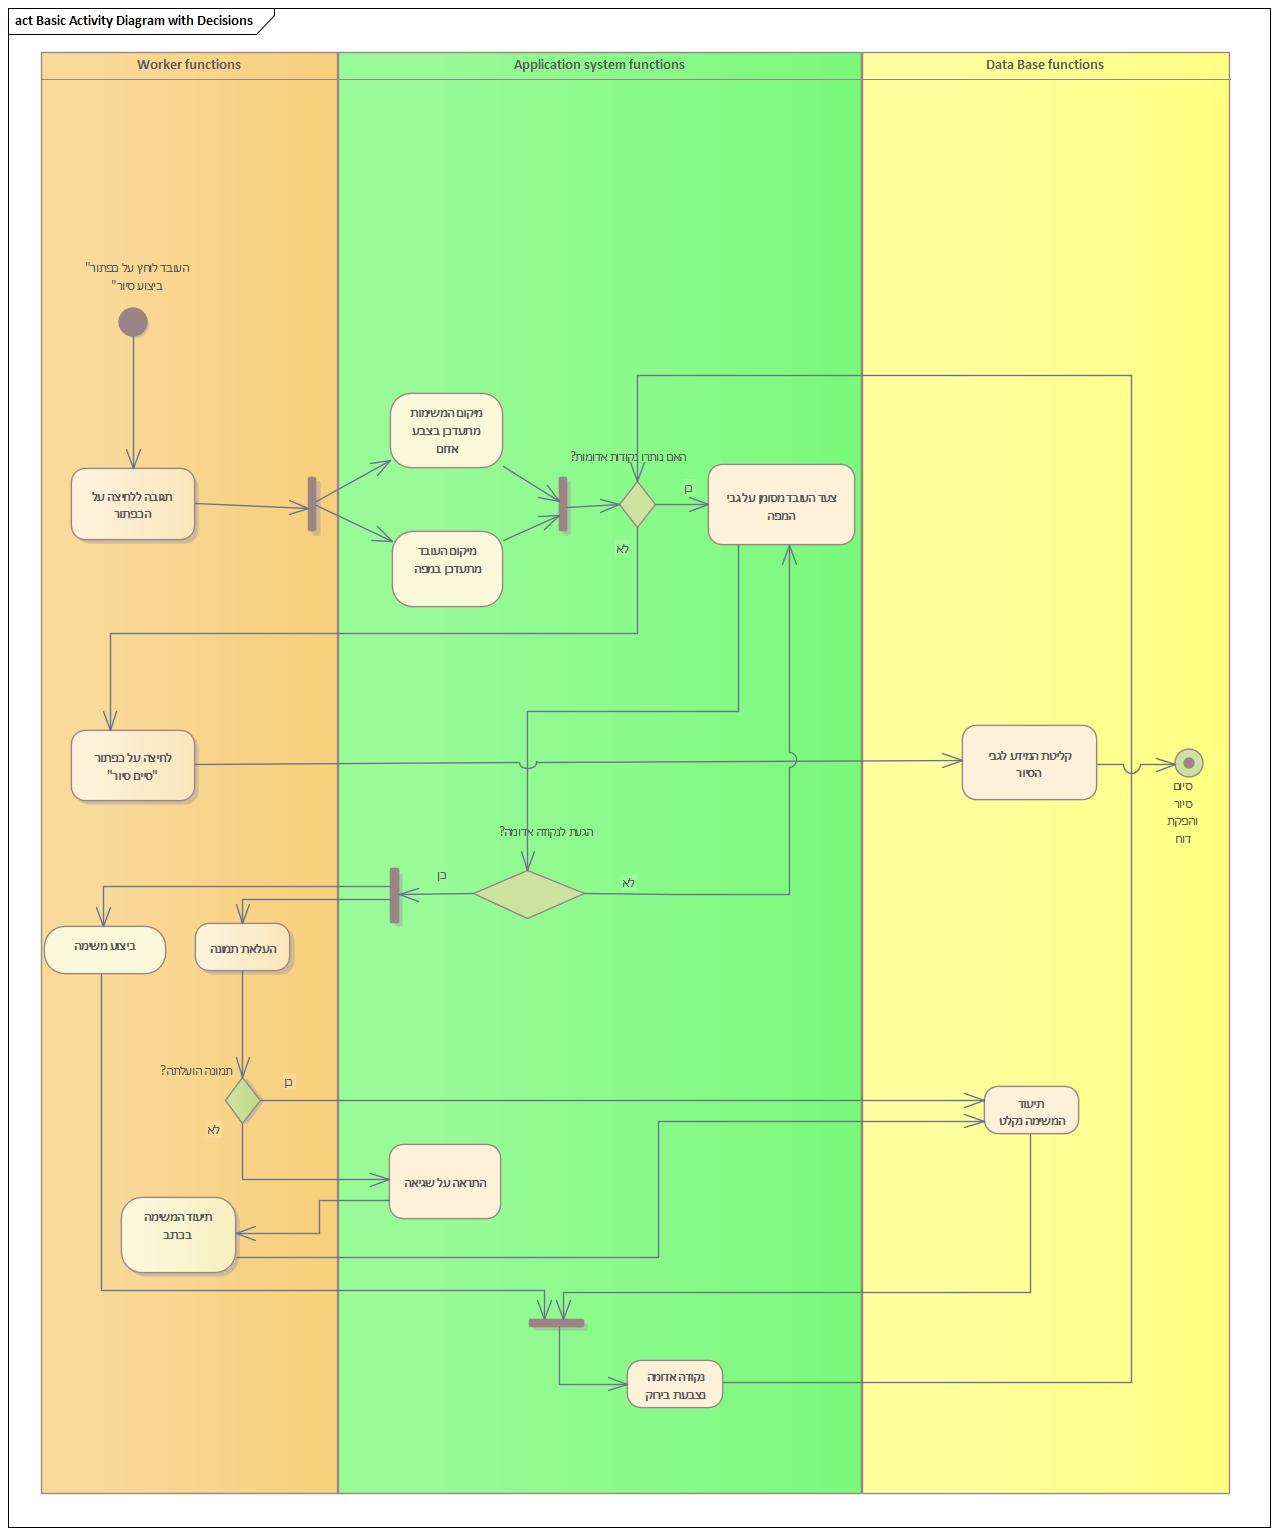 act Basic Activity Diagram with Decisions
Worker functions
Application system functions
Data Base functions
העובד לוחץ על כפתור"
ביצוע סיור"
תגובה ללחיצה על
הכפתור
מיקום המשימות
מתעדכן בצבע
אדום
מיקום העובד
מתעדכן במפה
האם נותרו נקודות אדומות?
כן
לא
צעד העובד מסומן על גבי
המפה
לחיצה על כפתור
"סיים סיור"
קליטת המידע לגבי
הסיור
סיום
סיור
והפקת
דוח
הגעת לנקודה אדומה?
כן
לא
ביצוע משימה
העלאת תמונה
תמונה הועלתה?
כן
לא
תיעוד
המשימה נקלט
התראה על שגיאה
תיעוד המשימה
בכתב
נקודה אדומה
נצבעת בירוק